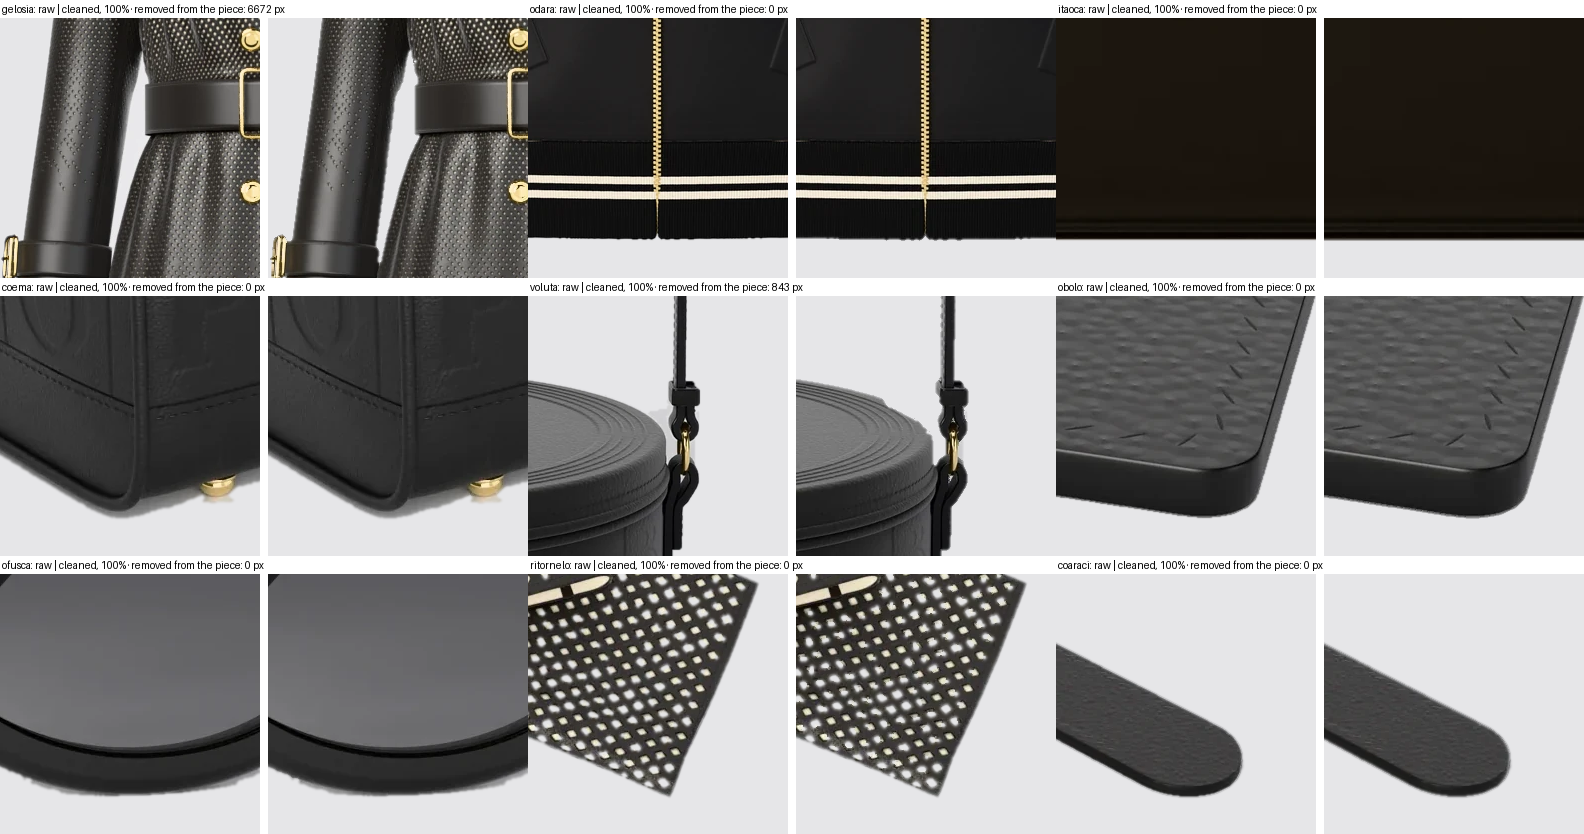 gelosia: raw | cleaned, 100% · removed from the piece: 6672 px
odara: raw | cleaned, 100% · removed from the piece: 0 px
itaoca: raw | cleaned, 100% · removed from the piece: 0 px
coema: raw | cleaned, 100% · removed from the piece: 0 px
voluta: raw | cleaned, 100% · removed from the piece: 843 px
obolo: raw | cleaned, 100% · removed from the piece: 0 px
ofusca: raw | cleaned, 100% · removed from the piece: 0 px
ritornelo: raw | cleaned, 100% · removed from the piece: 0 px
coaraci: raw | cleaned, 100% · removed from the piece: 0 px